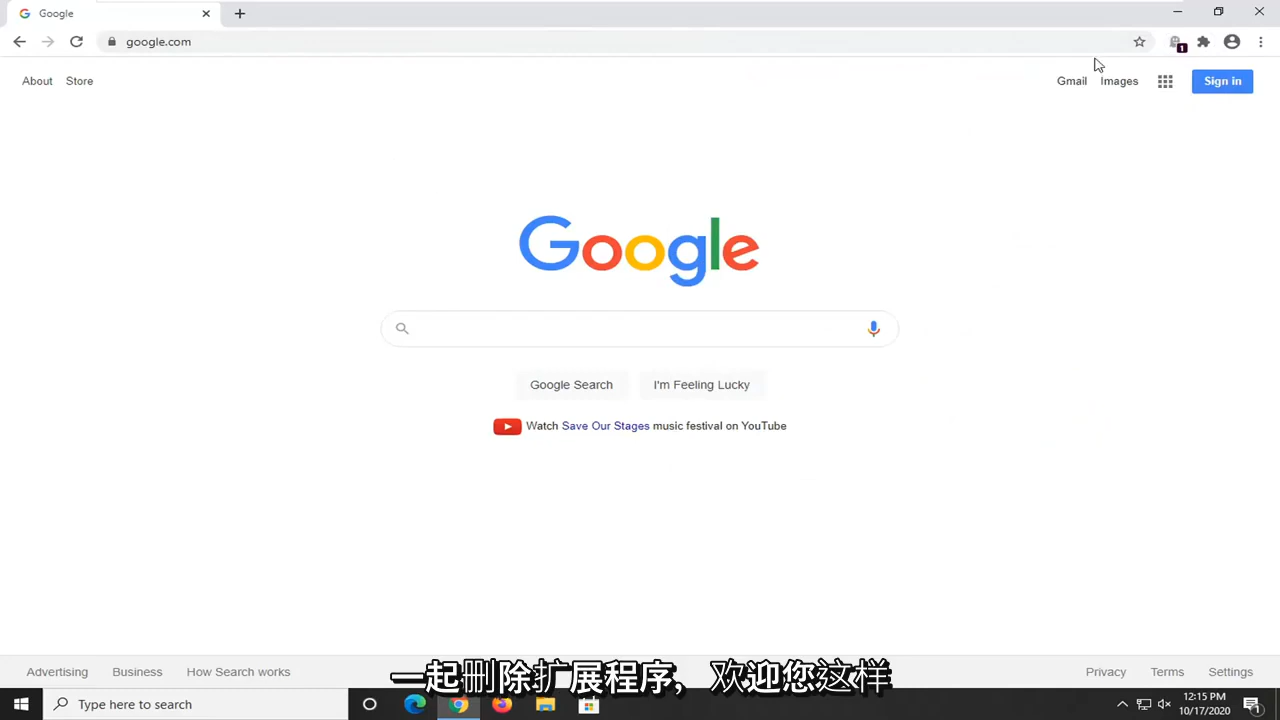 Google
google.com
1
About Store
Gmail Images Sign in
Google
Google Search I'm Feeling Lucky
Watch Save Our Stages music festival on YouTube
Advertising Business How Search works
Privacy Terms Settings
一起删除扩展程序，欢迎您这样
Type here to search
12:15 PM
10/17/2020
1